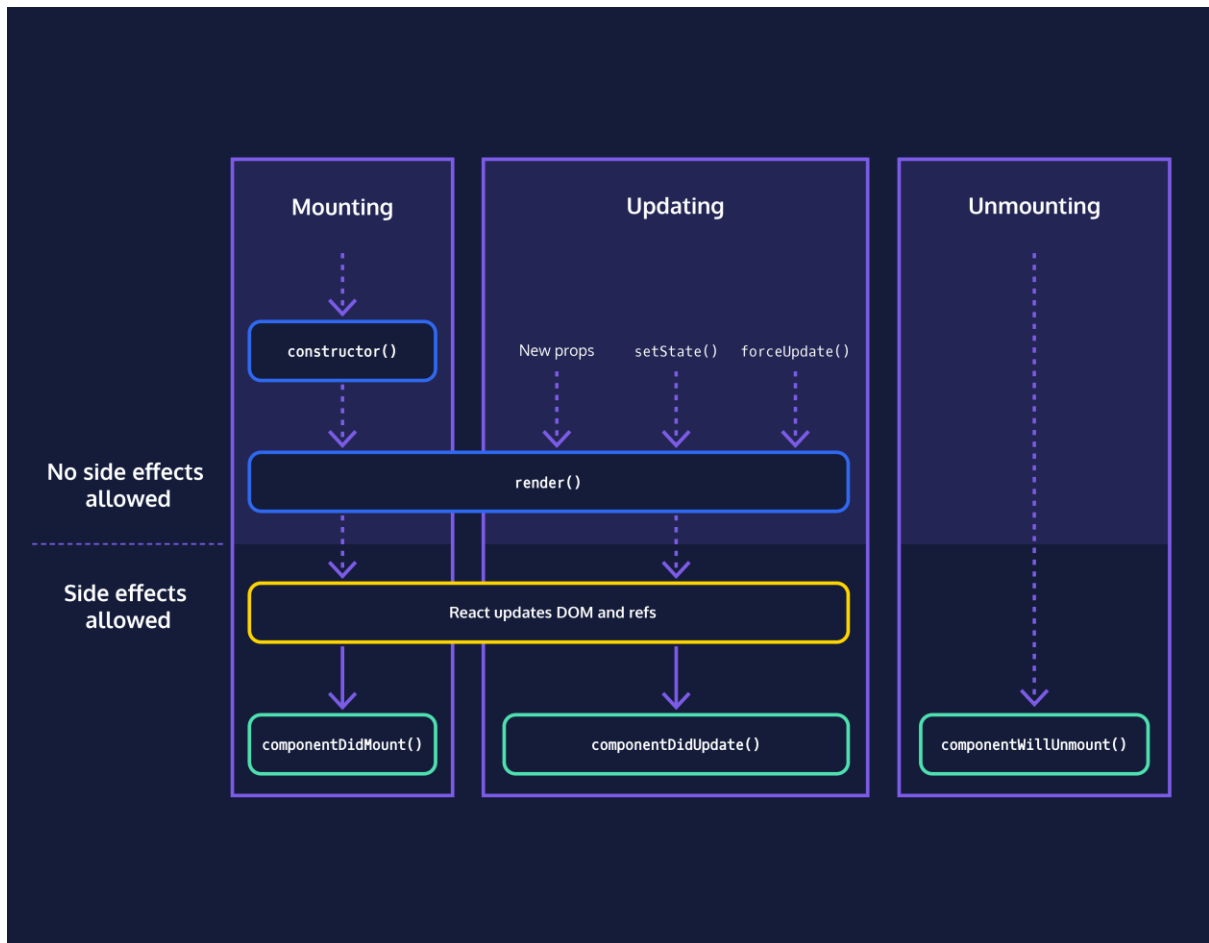 Mounting
Updating
Unmounting
constructor()
New props
setState()
forceUpdate()
No side effects
allowed
render()
Side effects
allowed
React updates DOM and refs
componentDidMount()
componentDidUpdate()
componentWillUnmount()